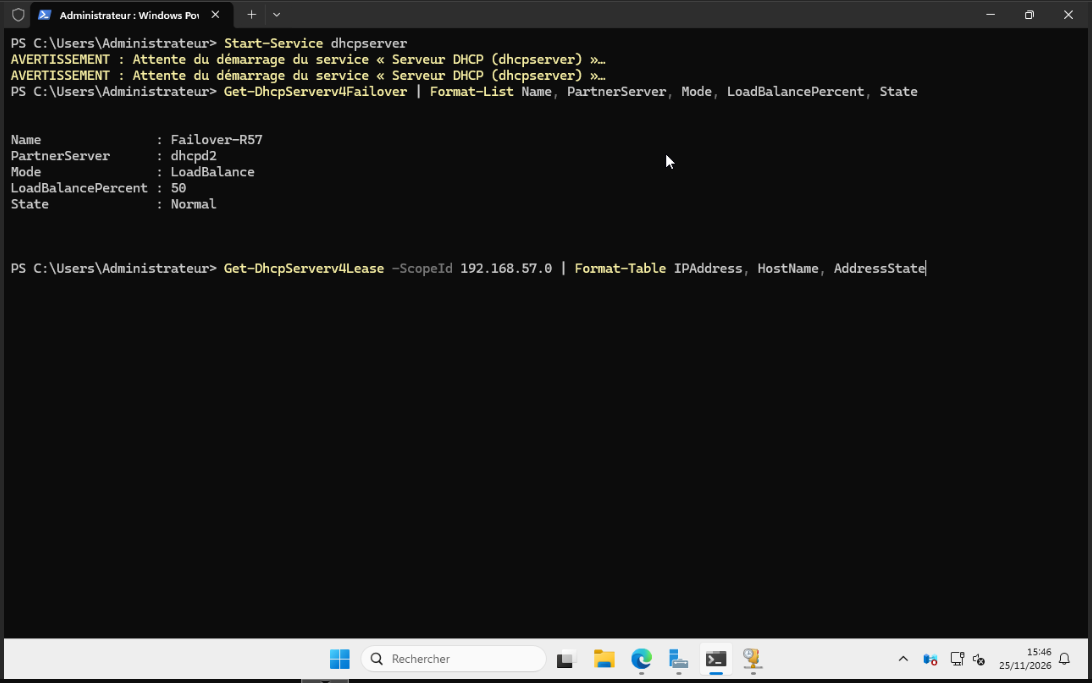 Administrateur : Windows Pov
PS C:\Users\Administrateur> Start-Service dhcpserver
AVERTISSEMENT : Attente du démarrage du service « Serveur DHCP (dhcpserver) »…
AVERTISSEMENT : Attente du démarrage du service « Serveur DHCP (dhcpserver) »…
PS C:\Users\Administrateur> Get-DhcpServerv4Failover | Format-List Name, PartnerServer, Mode, LoadBalancePercent, State
Name : Failover-R57
PartnerServer : dhcpd2
Mode : LoadBalance
LoadBalancePercent : 50
State : Normal
PS C:\Users\Administrateur> Get-DhcpServerv4Lease -ScopeId 192.168.57.0 | Format-Table IPAddress, HostName, AddressState
Rechercher
15:46
25/11/2026